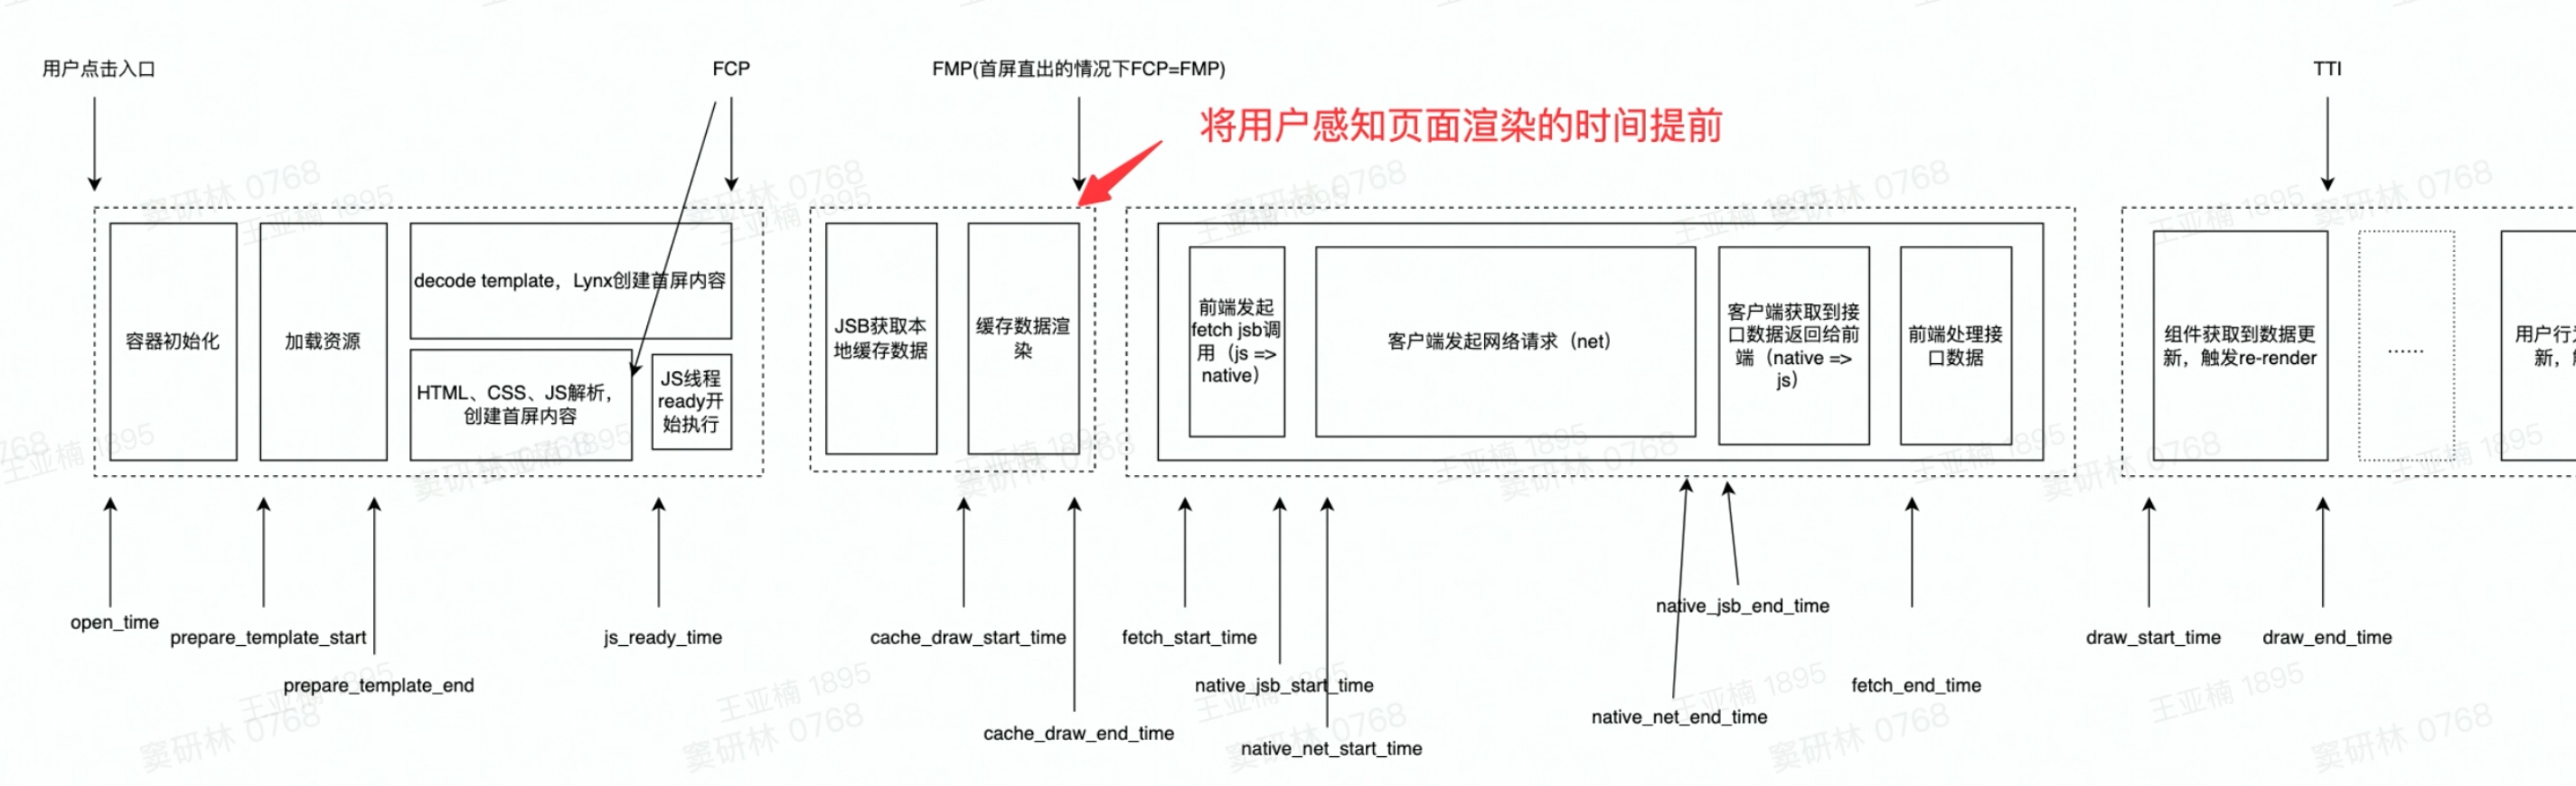 用户点击入口
FCP
FMP(首屏直出的情况下FCP=FMP)
TTI
将用户感知页面渲染的时间提前
容器初始化
加载资源
decode template，Lynx创建首屏内容
HTML、CSS、JS解析，
创建首屏内容
JS线程
ready开
始执行
JSB获取本
地缓存数据
缓存数据渲
染
前端发起
fetch jsb调
用（js =>
native）
客户端发起网络请求（net）
客户端获取到接
口数据返回给前
端（native =>
js）
前端处理接
口数据
组件获取到数据更
新，触发re-render
......
用户行
新，
open_time
prepare_template_start
prepare_template_end
js_ready_time
cache_draw_start_time
cache_draw_end_time
fetch_start_time
native_jsb_start_time
native_net_start_time
native_jsb_end_time
native_net_end_time
fetch_end_time
draw_start_time
draw_end_time
窦研林 0768
王亚楠 1895